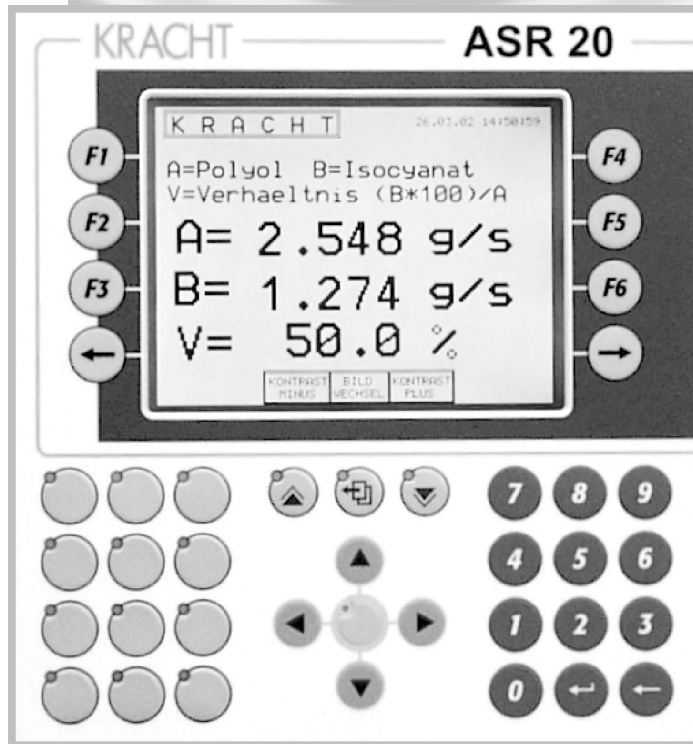 KRACHT ASR 20
KRACHT 26.03.02 14:50:59
A=Polyol B=Isocyanat
V=Verhaeltnis (B*100)/A
A= 2.548 g/s
B= 1.274 g/s
V= 50.0 %
KONTRAST BILD KONTRAST
MINUS WECHSEL PLUS
F1 F4
F2 F5
F3 F6
7 8 9
4 5 6
1 2 3
0